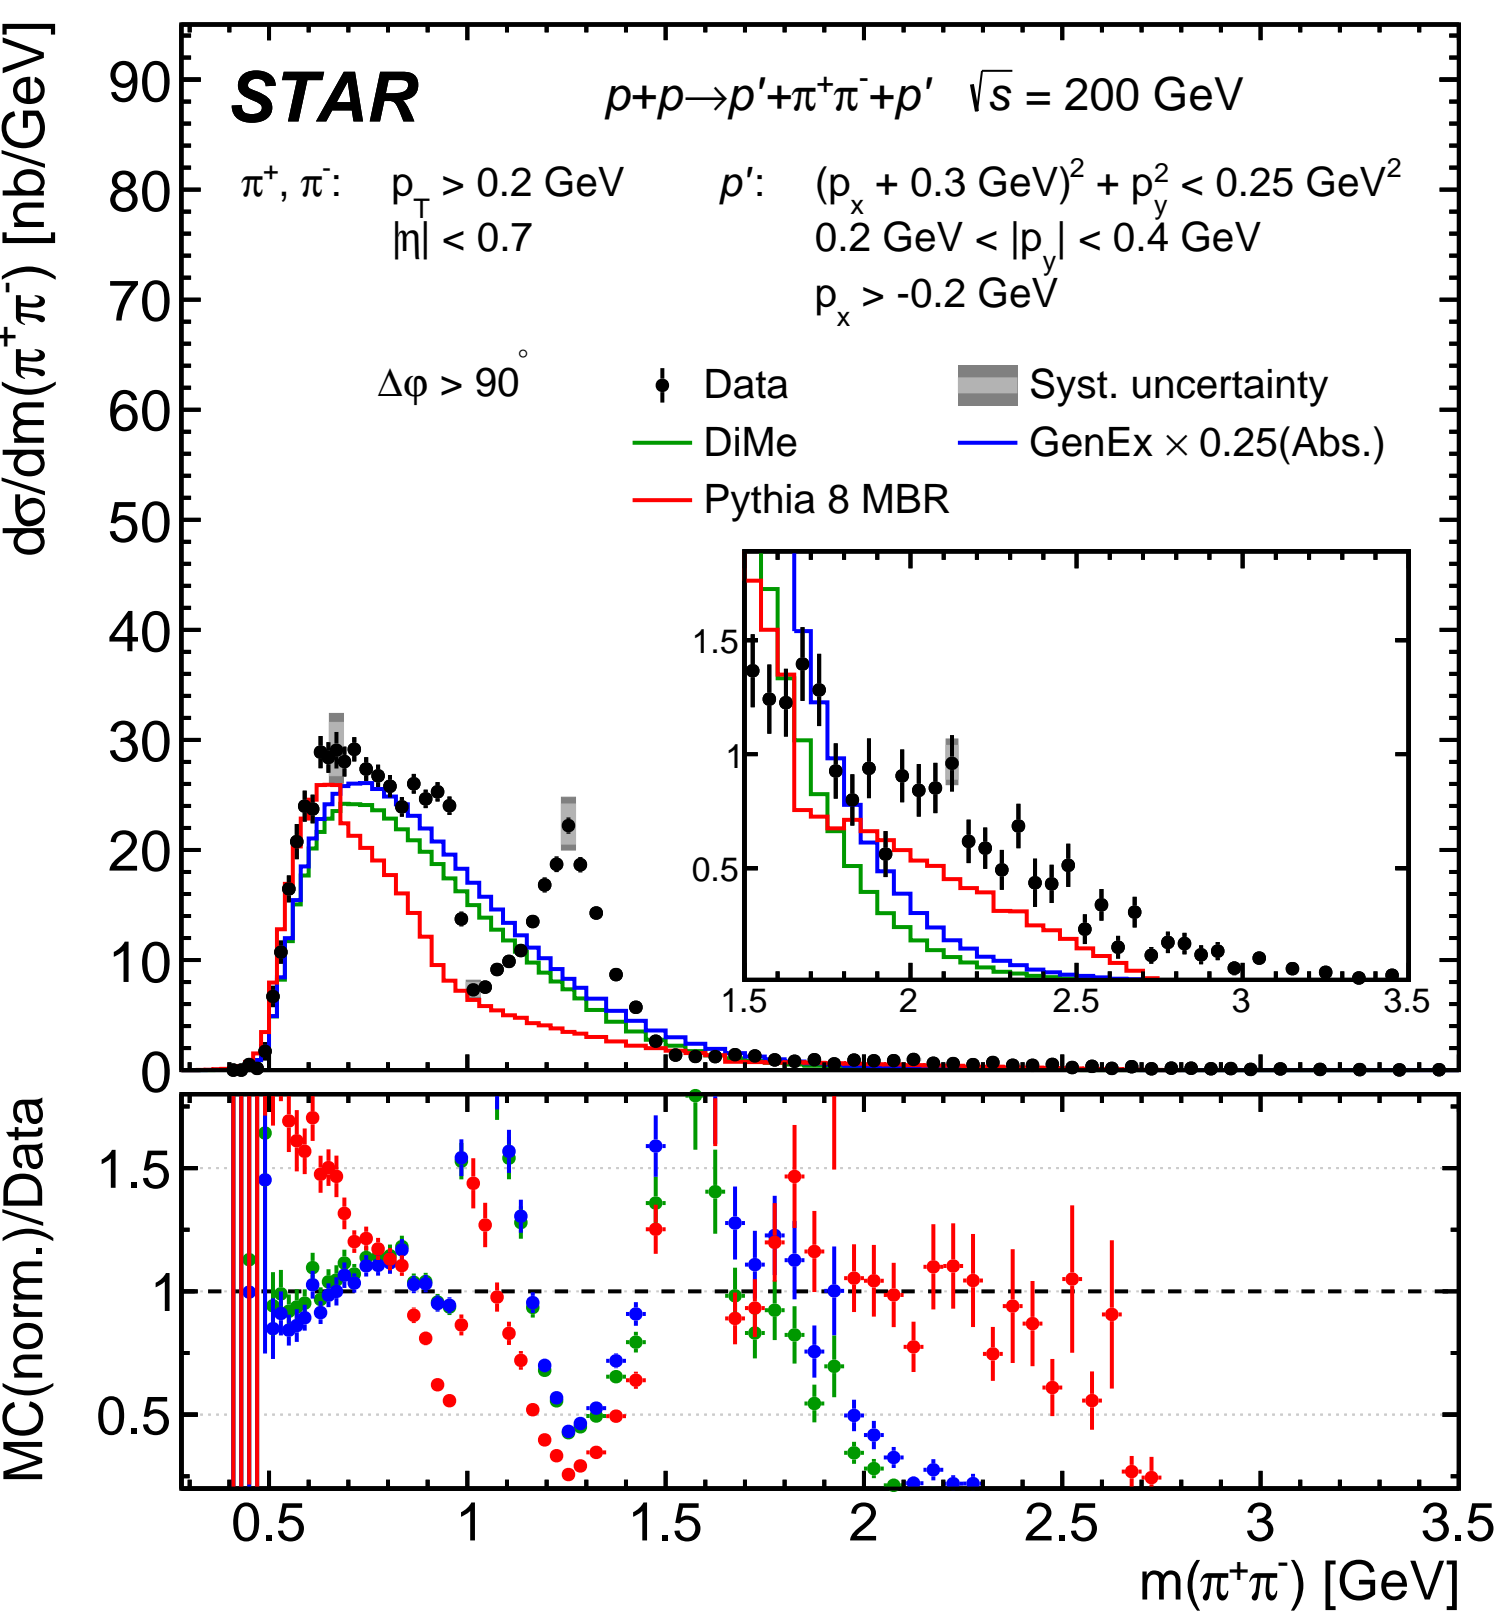 STAR p+p→p′+π⁺π⁻+p′ √s = 200 GeV
π⁺, π⁻: p_T > 0.2 GeV p′: (p_x + 0.3 GeV)² + p_y² < 0.25 GeV²
|η| < 0.7 0.2 GeV < |p_y| < 0.4 GeV
p_x > -0.2 GeV
Δφ > 90°
Data Syst. uncertainty
DiMe GenEx × 0.25(Abs.)
Pythia 8 MBR
dσ/dm(π⁺π⁻) [nb/GeV]
90
80
70
60
50
40
30
20
10
0
1.5
1
0.5
1.5 2 2.5 3 3.5
MC(norm.)/Data
1.5
1
0.5
0.5 1 1.5 2 2.5 3 3.5
m(π⁺π⁻) [GeV]